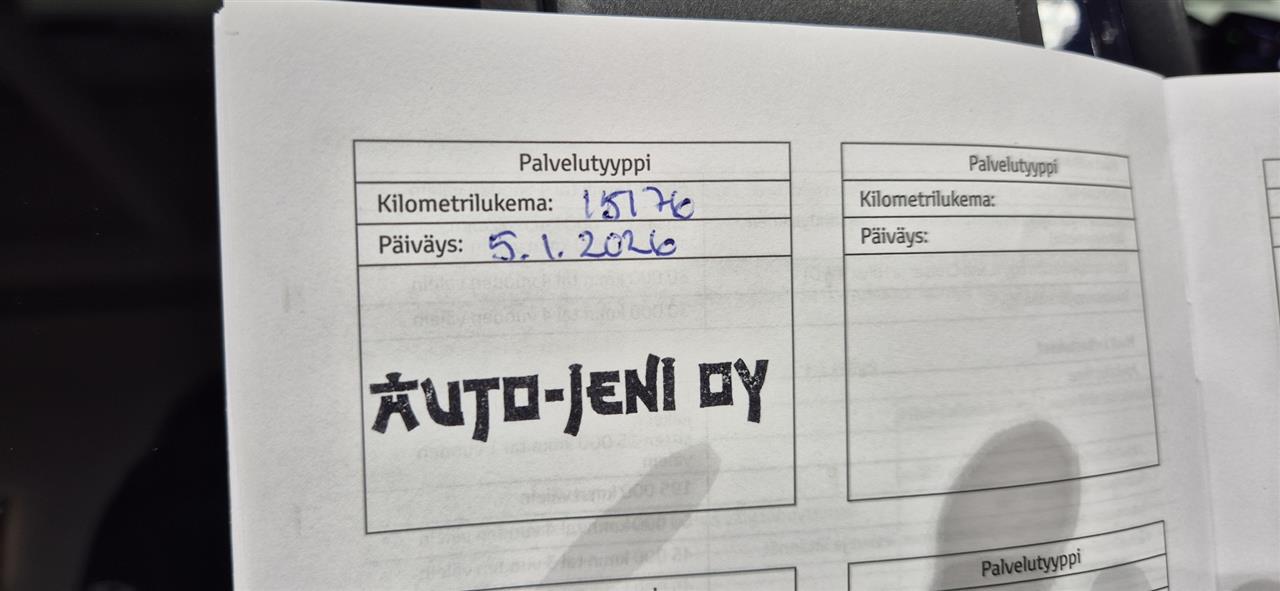 Palvelutyyppi
Kilometrilukema: 15176
Päiväys: 5.1.2026
AUTO-JENI OY
Palvelutyyppi
Kilometrilukema:
Päiväys:
Palvelutyyppi